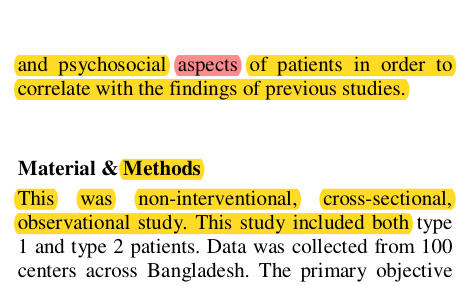 and psychosocial aspects of patients in order to
correlate with the findings of previous studies.
Material & Methods
This was non-interventional, cross-sectional,
observational study. This study included both type
1 and type 2 patients. Data was collected from 100
centers across Bangladesh. The primary objective